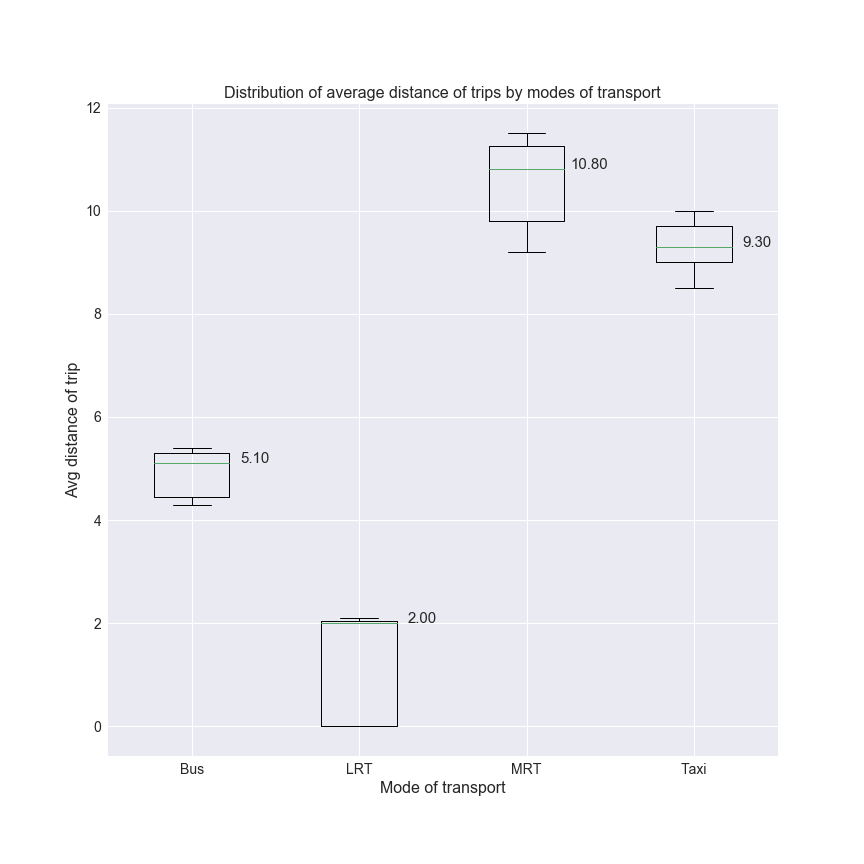 Distribution of average distance of trips by modes of transport
12
10.80
10
9.30
8
6
Avg distance of trip
5.10
4
2
2.00
0
Bus LRT MRT Taxi
Mode of transport